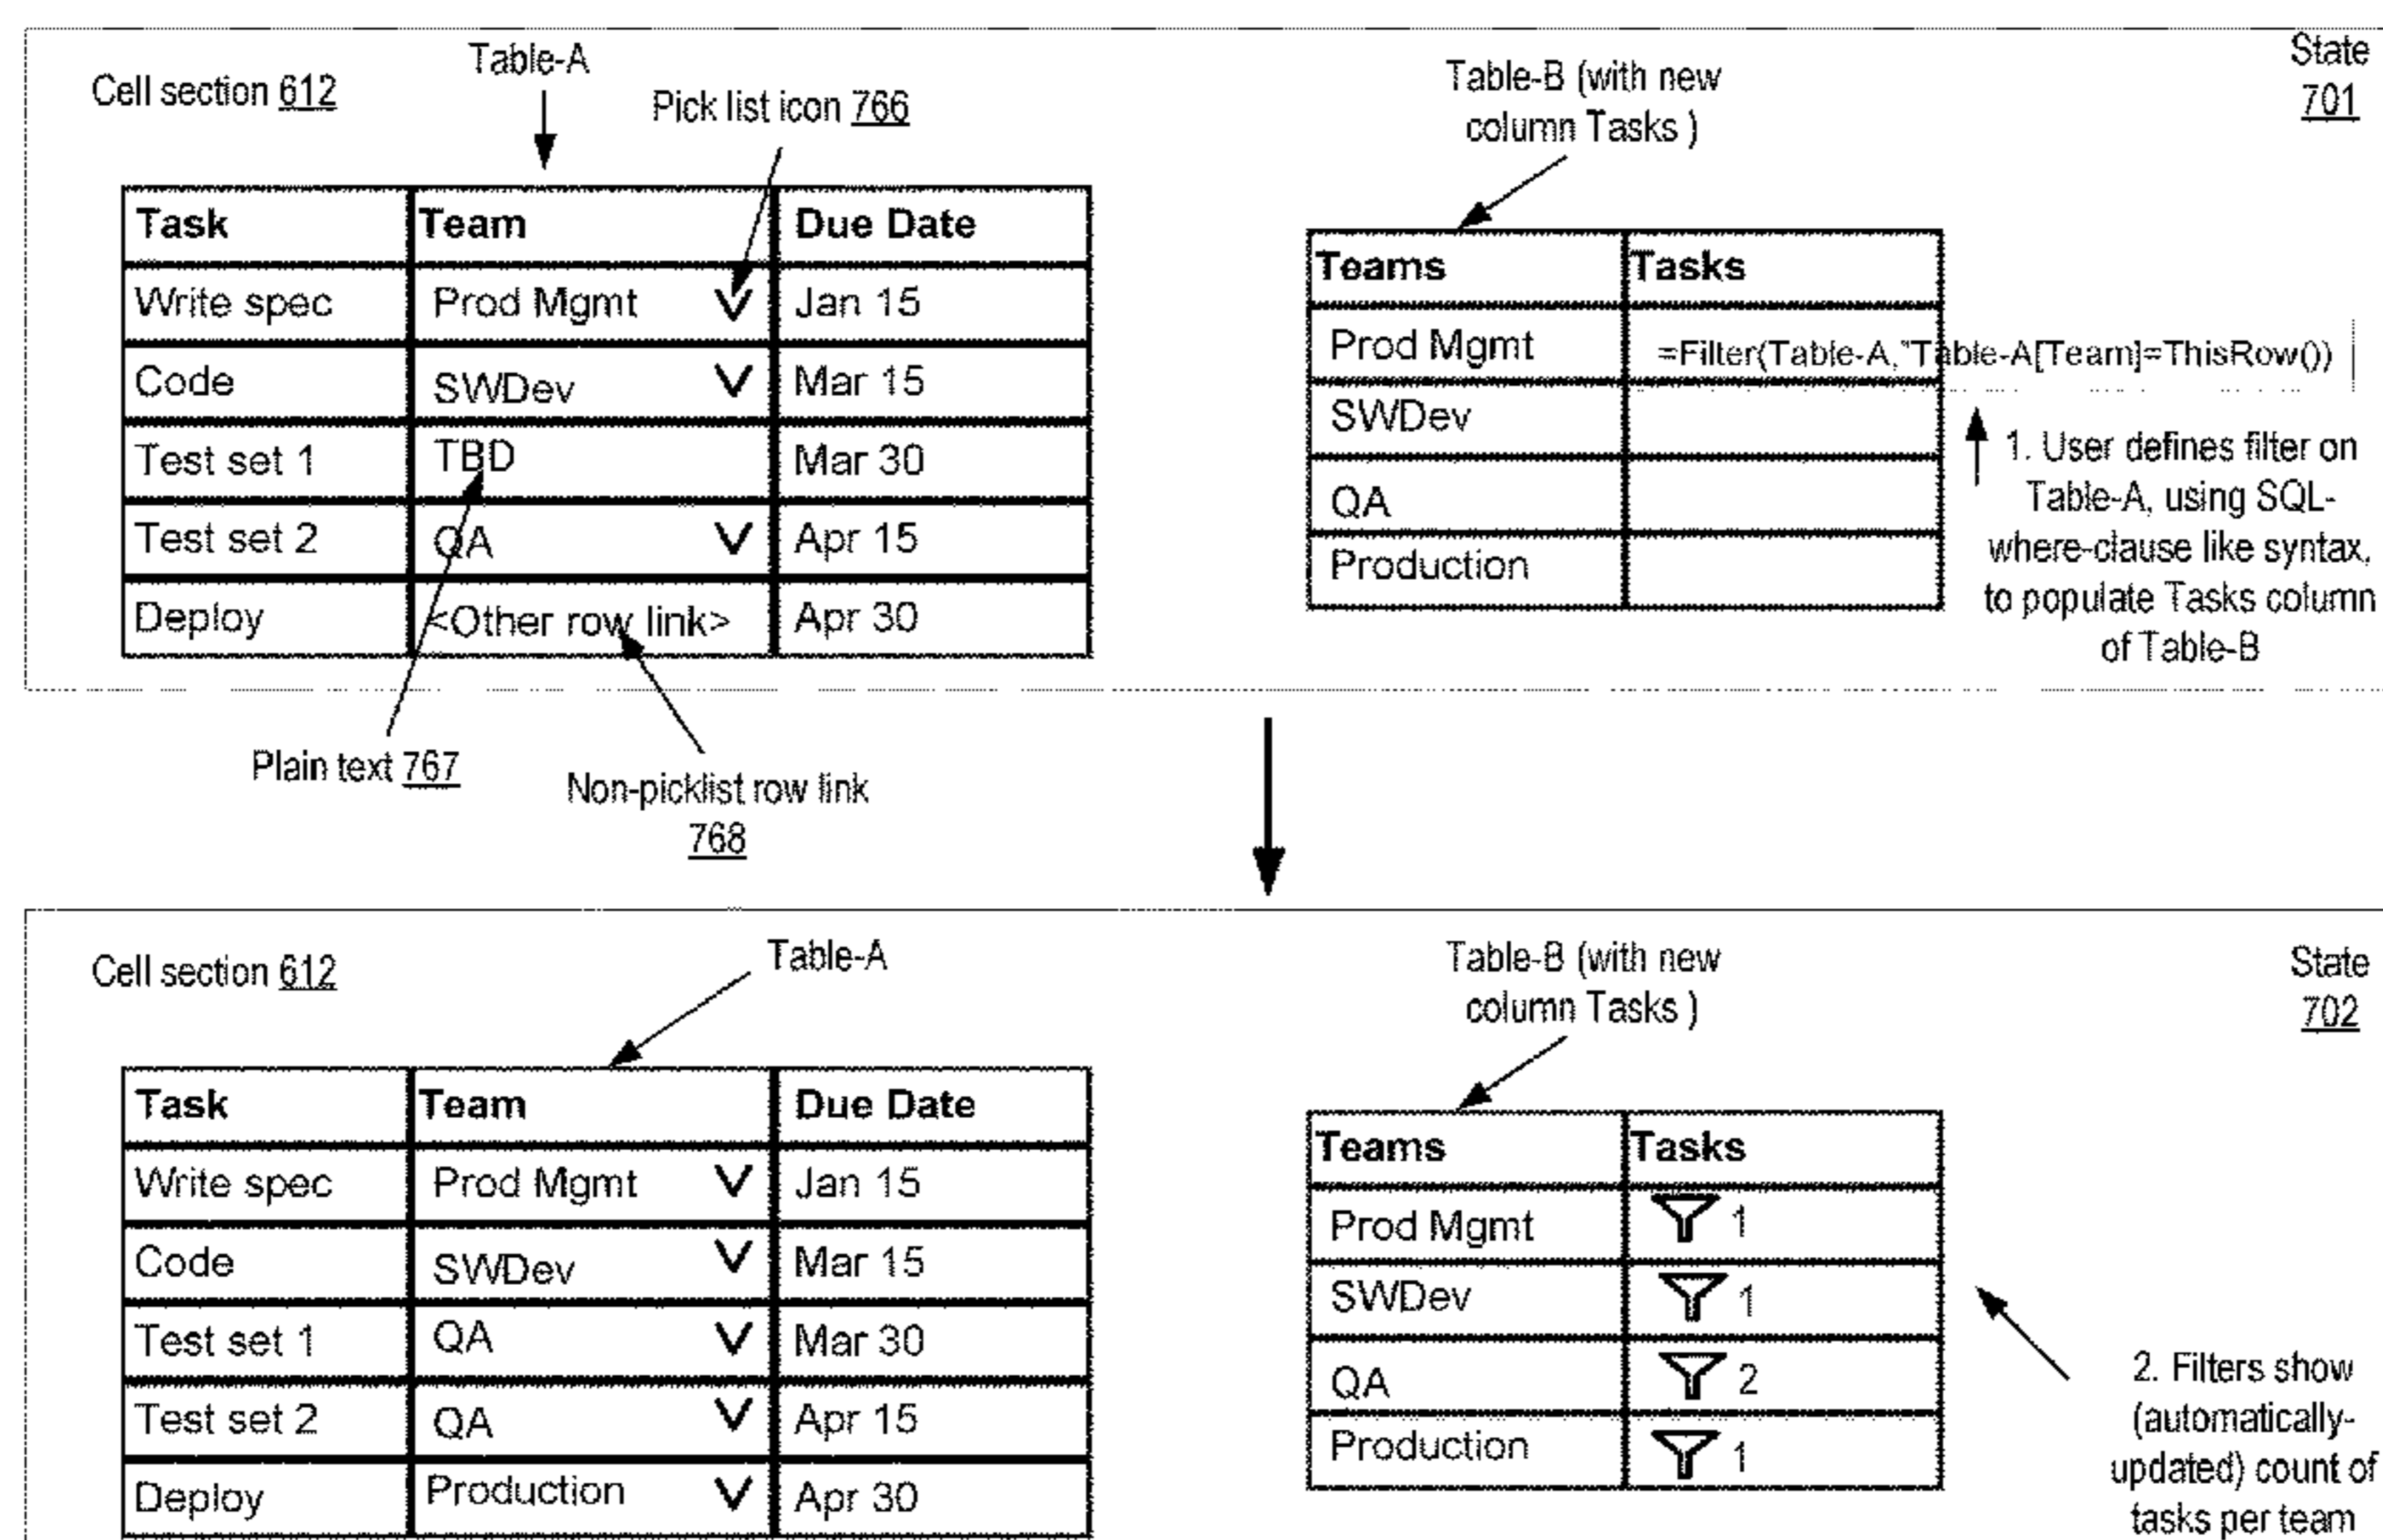 State
701
Cell section 612
Table-A
Pick list icon 766
Table-B (with new
column Tasks )
Task Team Due Date
Write spec Prod Mgmt V Jan 15
Code SWDev V Mar 15
Test set 1 TBD Mar 30
Test set 2 QA V Apr 15
Deploy <Other row link> Apr 30
Teams Tasks
Prod Mgmt =Filter(Table-A,"Table-A[Team]=ThisRow())
SWDev
QA
Production
1. User defines filter on
Table-A, using SQL-
where-clause like syntax,
to populate Tasks column
of Table-B
Plain text 767
Non-picklist row link
768
Cell section 612
Table-A
Table-B (with new
column Tasks )
State
702
Task Team Due Date
Write spec Prod Mgmt V Jan 15
Code SWDev V Mar 15
Test set 1 QA V Mar 30
Test set 2 QA V Apr 15
Deploy Production V Apr 30
Teams Tasks
Prod Mgmt 1
SWDev 1
QA 2
Production 1
2. Filters show
(automatically-
updated) count of
tasks per team